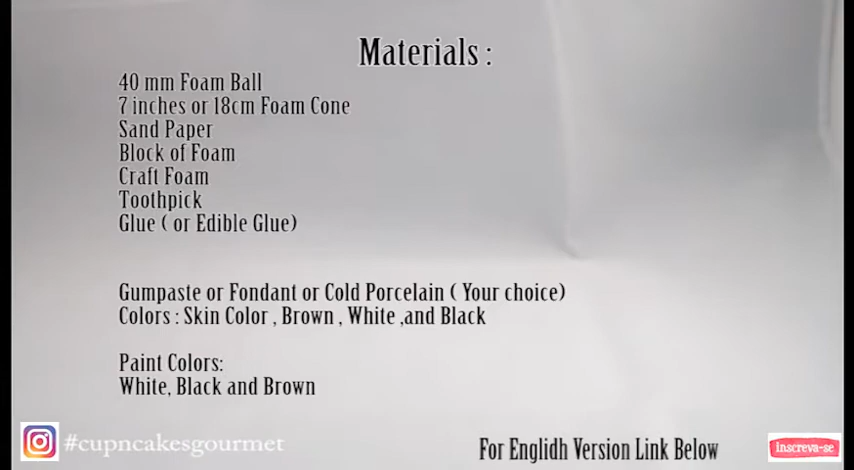 Materials :
40 mm Foam Ball
7 inches or 18cm Foam Cone
Sand Paper
Block of Foam
Craft Foam
Toothpick
Glue ( or Edible Glue)
Gumpaste or Fondant or Cold Porcelain ( Your choice)
Colors : Skin Color , Brown , White ,and Black
Paint Colors:
White, Black and Brown
#cupncakesgourmet
For Englidh Version Link Below
Inscreva-se